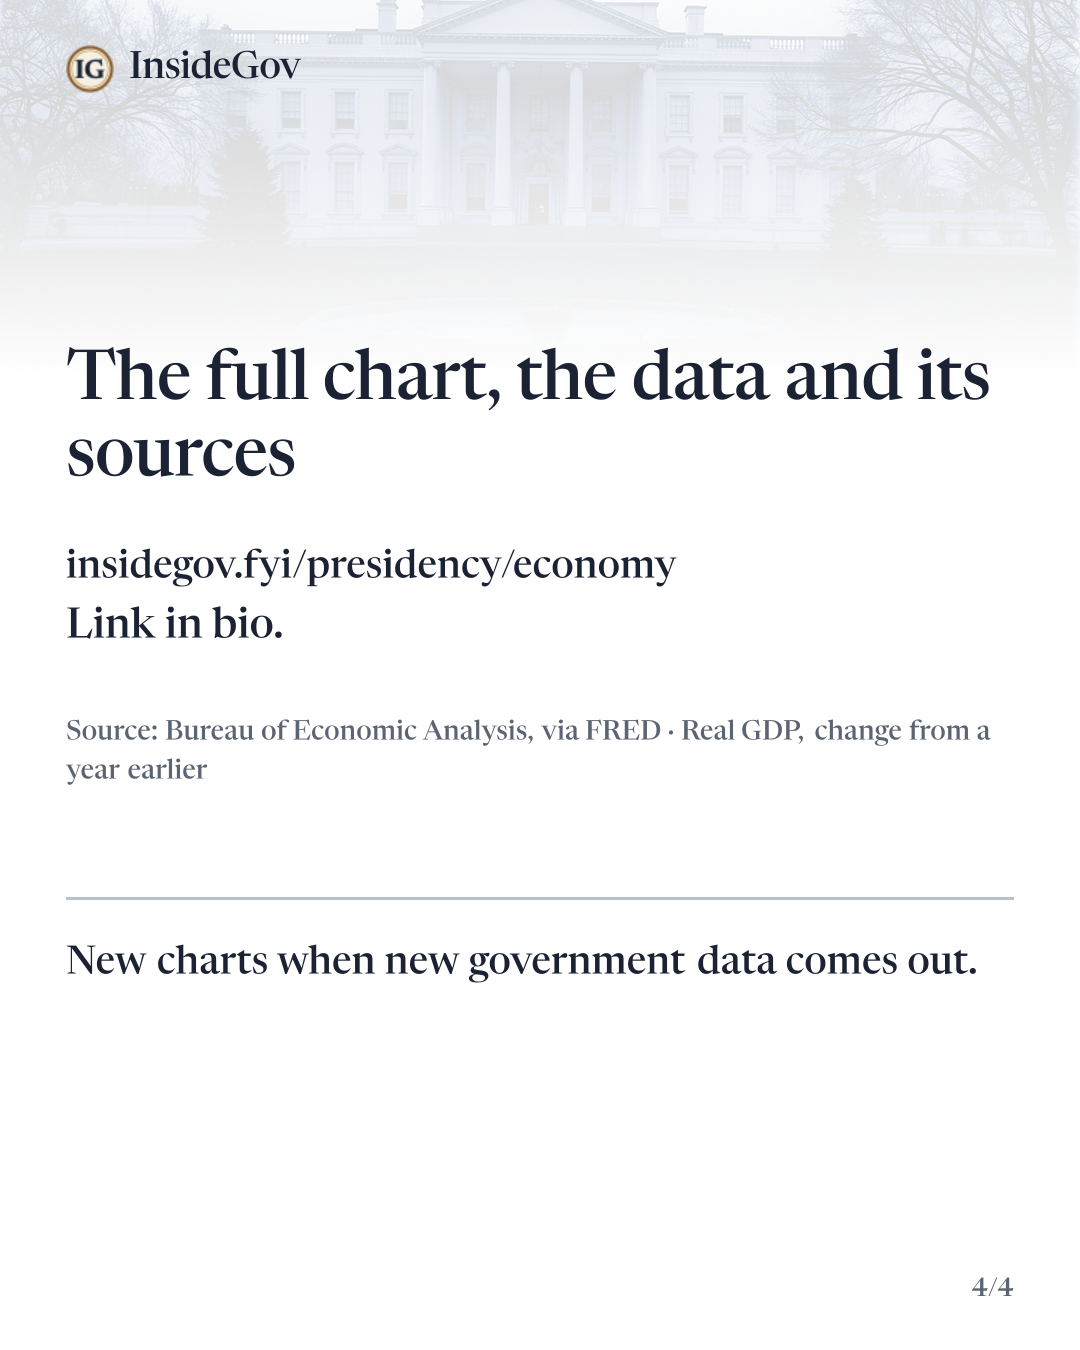 IG InsideGov
The full chart, the data and its
sources
insidegov.fyi/presidency/economy
Link in bio.
Source: Bureau of Economic Analysis, via FRED · Real GDP, change from a
year earlier
New charts when new government data comes out.
4/4